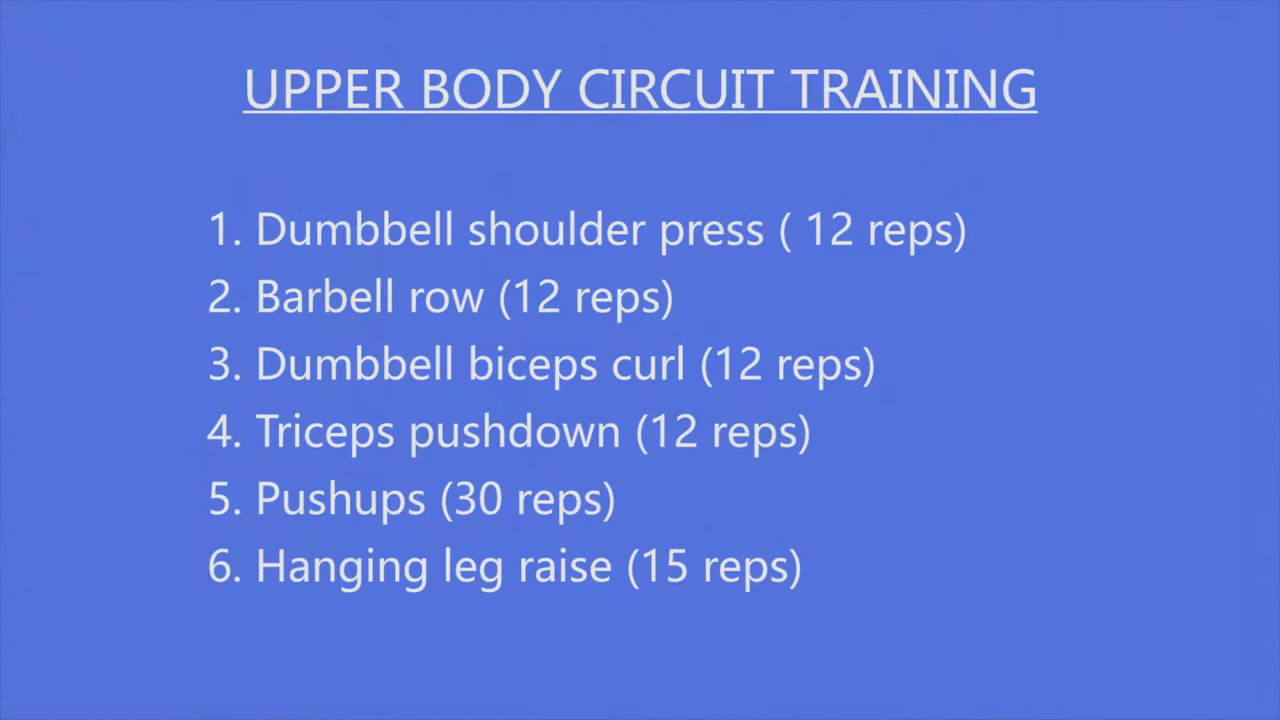 UPPER BODY CIRCUIT TRAINING
1. Dumbbell shoulder press ( 12 reps)
2. Barbell row (12 reps)
3. Dumbbell biceps curl (12 reps)
4. Triceps pushdown (12 reps)
5. Pushups (30 reps)
6. Hanging leg raise (15 reps)